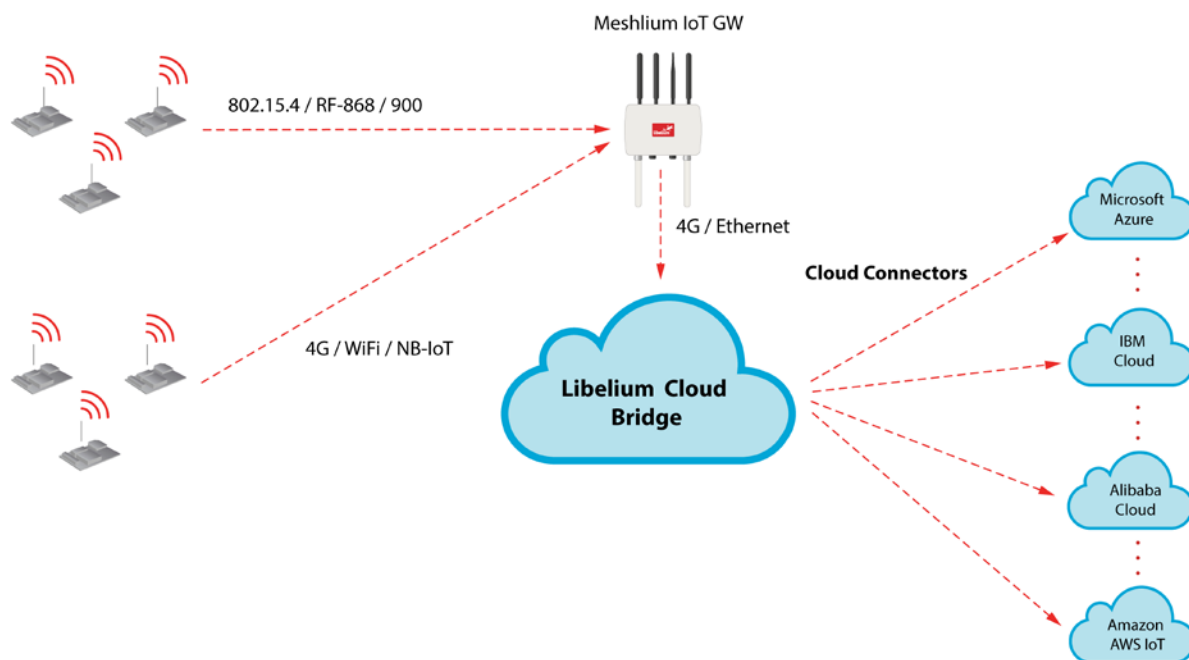 Meshlium IoT GW
802.15.4 / RF-868 / 900
4G / Ethernet
4G / WiFi / NB-IoT
Libelium Cloud
Bridge
Cloud Connectors
Microsoft
Azure
IBM
Cloud
Alibaba
Cloud
Amazon
AWS IoT